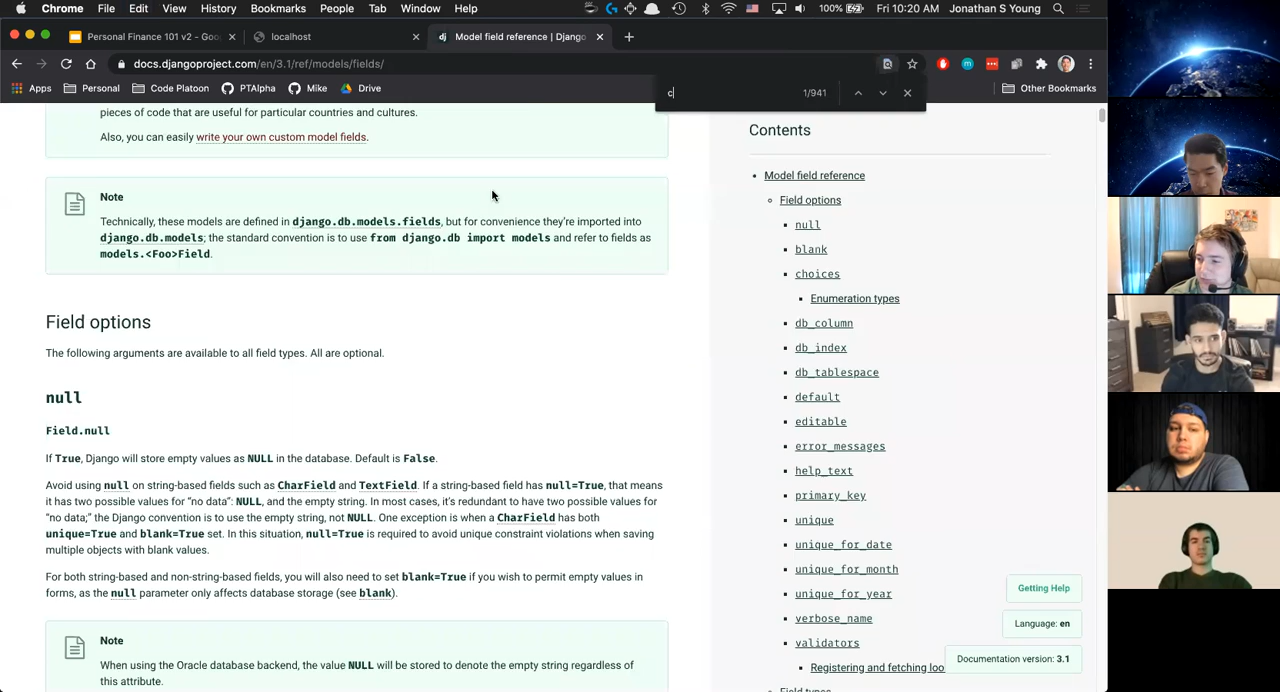 Chrome File Edit View History Bookmarks People Tab Window Help 100% Fri 10:20 AM Jonathan S Young
Personal Finance 101 v2 - Goo
localhost
Model field reference | Django
docs.djangoproject.com/en/3.1/ref/models/fields/
Apps Personal Code Platoon PTAlpha Mike Drive Other Bookmarks
c 1/941
pieces of code that are useful for particular countries and cultures.
Also, you can easily write your own custom model fields.
Note
Technically, these models are defined in django.db.models.fields, but for convenience they’re imported into
django.db.models; the standard convention is to use from django.db import models and refer to fields as
models.<Foo>Field.
Field options
The following arguments are available to all field types. All are optional.
null
Field.null
If True, Django will store empty values as NULL in the database. Default is False.
Avoid using null on string-based fields such as CharField and TextField. If a string-based field has null=True, that means
it has two possible values for “no data”: NULL, and the empty string. In most cases, it’s redundant to have two possible values for
“no data;” the Django convention is to use the empty string, not NULL. One exception is when a CharField has both
unique=True and blank=True set. In this situation, null=True is required to avoid unique constraint violations when saving
multiple objects with blank values.
For both string-based and non-string-based fields, you will also need to set blank=True if you wish to permit empty values in
forms, as the null parameter only affects database storage (see blank).
Note
When using the Oracle database backend, the value NULL will be stored to denote the empty string regardless of
this attribute.
Contents
Model field reference
Field options
null
blank
choices
Enumeration types
db_column
db_index
db_tablespace
default
editable
error_messages
help_text
primary_key
unique
unique_for_date
unique_for_month
unique_for_year
verbose_name
validators
Registering and fetching loo
Field types
Getting Help
Language: en
Documentation version: 3.1